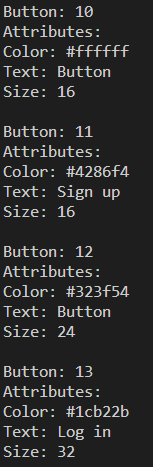 Button: 10
Attributes:
Color: #ffffff
Text: Button
Size: 16

Button: 11
Attributes:
Color: #4286f4
Text: Sign up
Size: 16

Button: 12
Attributes:
Color: #323f54
Text: Button
Size: 24

Button: 13
Attributes:
Color: #1cb22b
Text: Log in
Size: 32